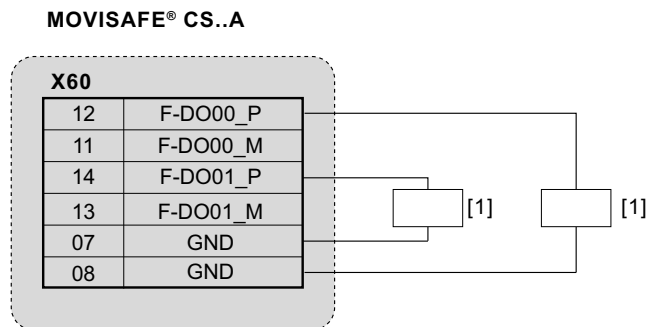 MOVISAFE® CS..A
X60
12 F-DO00_P
11 F-DO00_M
14 F-DO01_P
13 F-DO01_M
07 GND
08 GND
[1] [1]